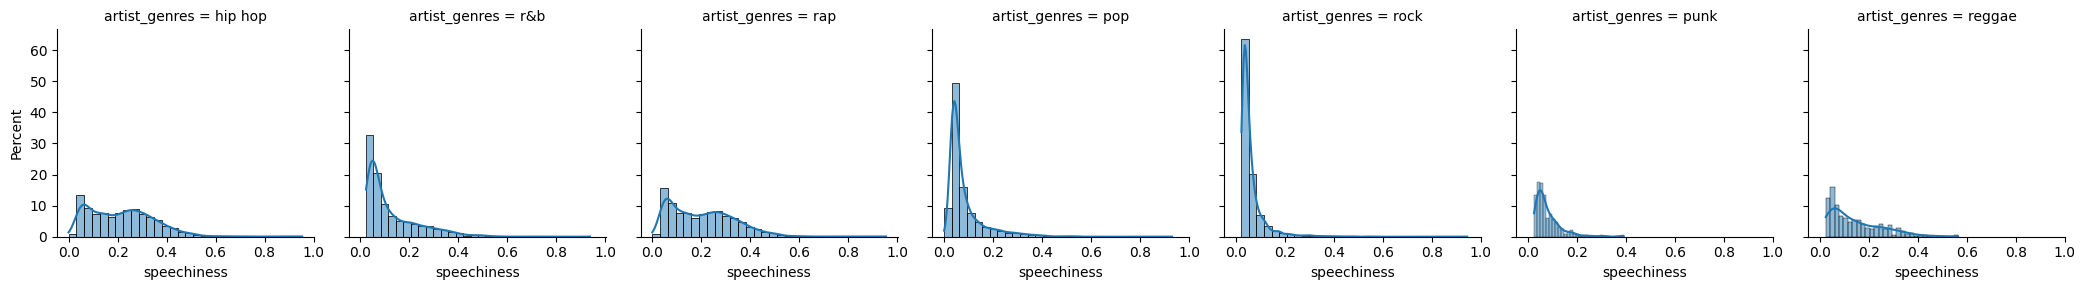 artist_genres = hip hop
artist_genres = r&b
artist_genres = rap
artist_genres = pop
artist_genres = rock
artist_genres = punk
artist_genres = reggae
Percent
60
50
40
30
20
10
0
0.0 0.2 0.4 0.6 0.8 1.0
0.0 0.2 0.4 0.6 0.8 1.0
0.0 0.2 0.4 0.6 0.8 1.0
0.0 0.2 0.4 0.6 0.8 1.0
0.0 0.2 0.4 0.6 0.8 1.0
0.0 0.2 0.4 0.6 0.8 1.0
0.0 0.2 0.4 0.6 0.8 1.0
speechiness
speechiness
speechiness
speechiness
speechiness
speechiness
speechiness